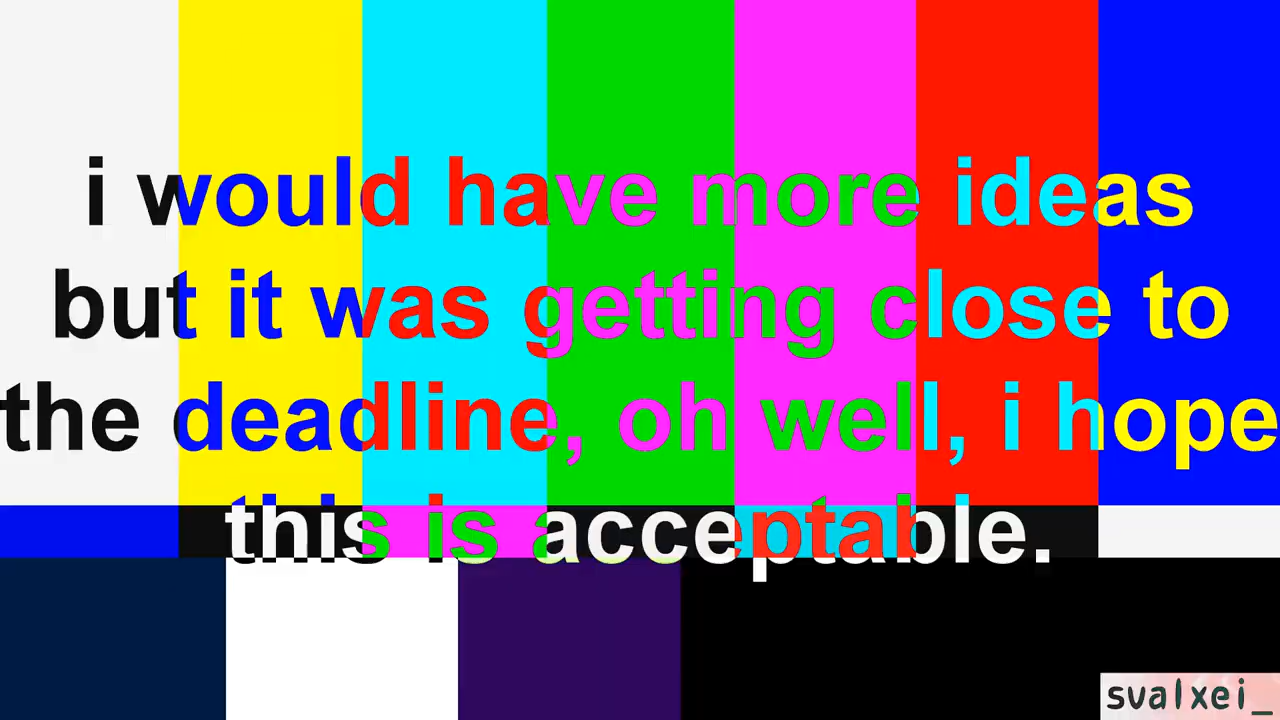 i would have more ideas
but it was getting close to
the deadline, oh well, i hope
this is acceptable.
svalxei_